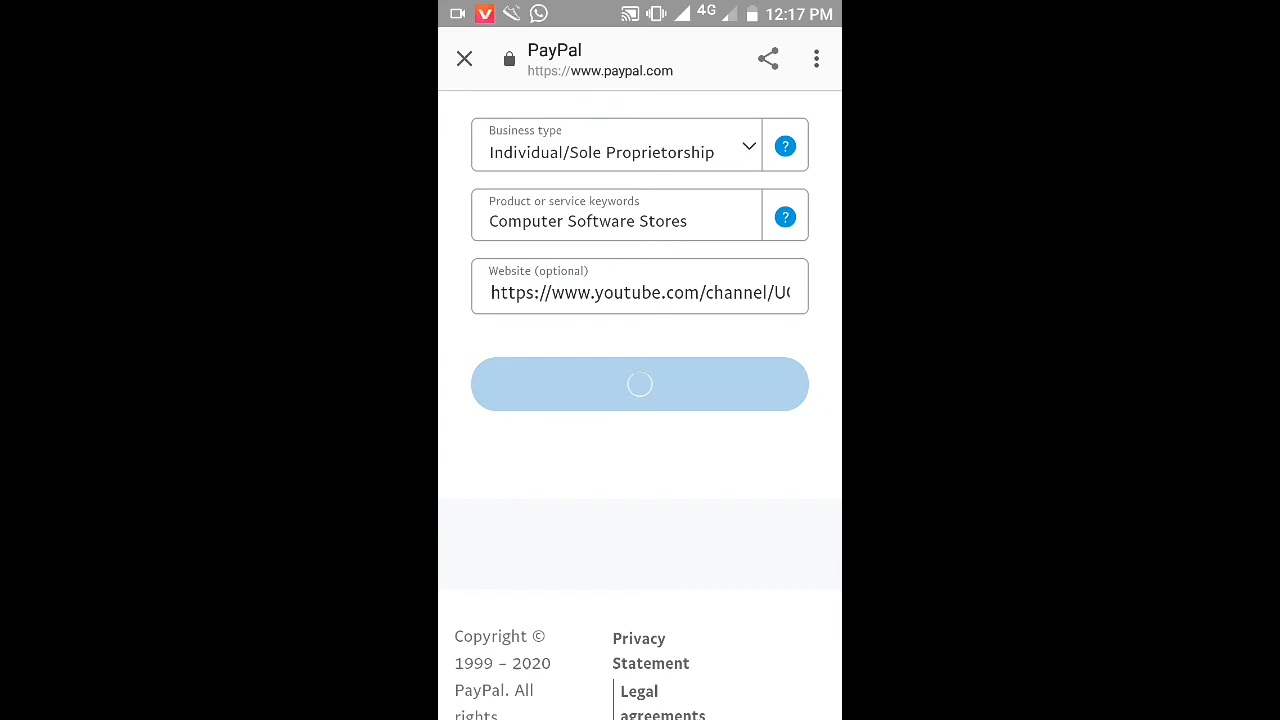 4G 12:17 PM
PayPal
https://www.paypal.com
Business type
Individual/Sole Proprietorship
?
Product or service keywords
Computer Software Stores
?
Website (optional)
https://www.youtube.com/channel/U
Copyright ©
1999 – 2020
PayPal. All
rights
Privacy
Statement
Legal
agreements